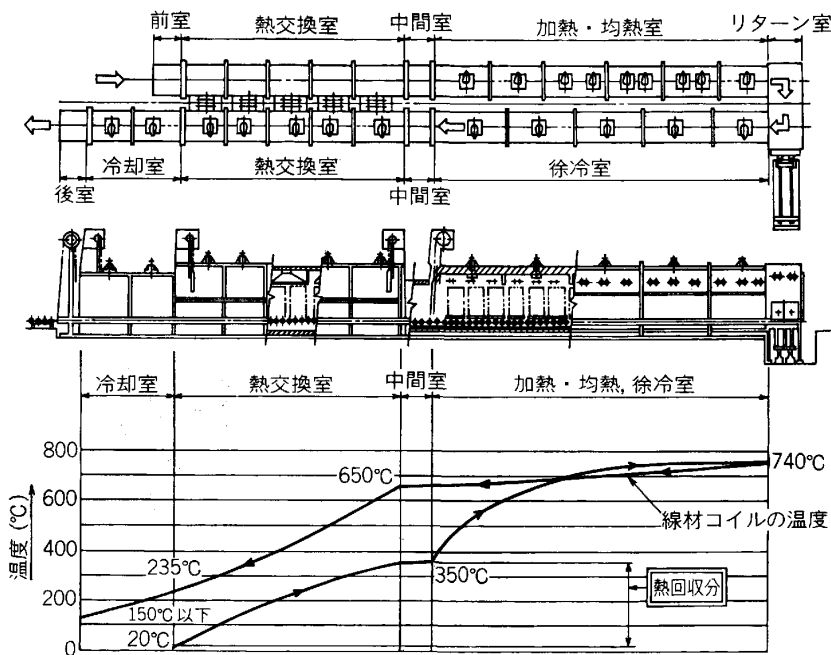 前室
熱交換室
中間室
加熱・均熱室
リターン室
後室
冷却室
熱交換室
中間室
徐冷室
冷却室
熱交換室
中間室
加熱・均熱,徐冷室
温度(℃)
800
600
400
200
0
650℃
740℃
線材コイルの温度
235℃
350℃
熱回収分
150℃以下
20℃